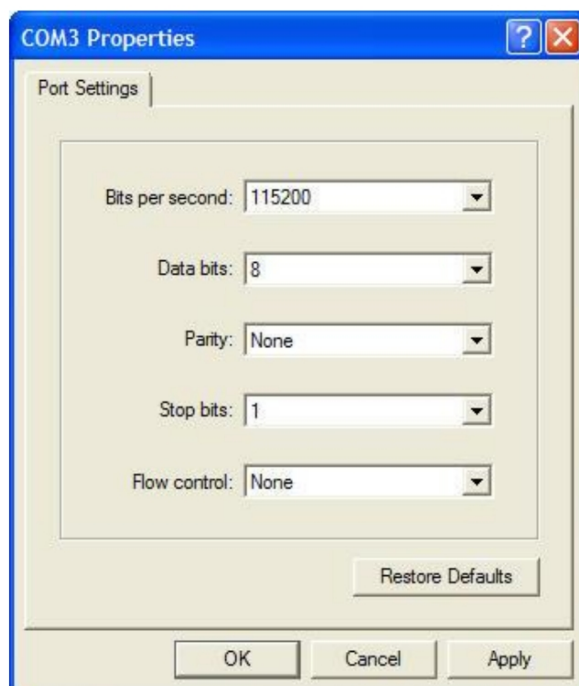 COM3 Properties
Port Settings
Bits per second: 115200
Data bits: 8
Parity: None
Stop bits: 1
Flow control: None
Restore Defaults
OK Cancel Apply